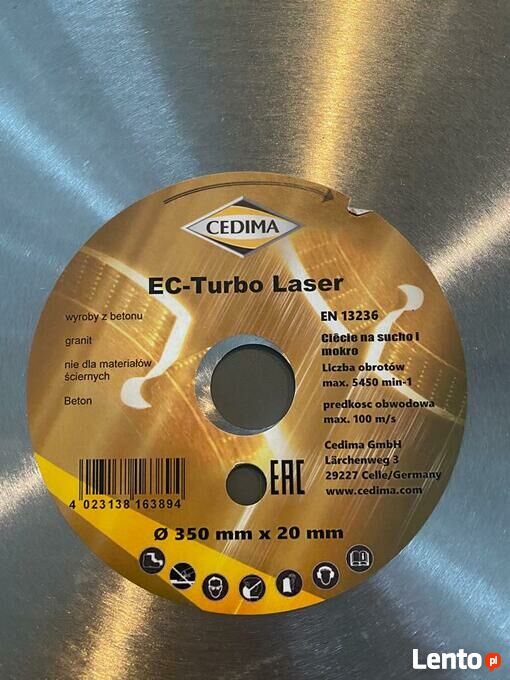 CEDIMA
EC-Turbo Laser
wyroby z betonu
granit
nie dla materiałów
ściernych
Beton
EN 13236
Cięcie na sucho i
mokro
Liczba obrotów
max. 5450 min-1
predkosc obwodowa
max. 100 m/s
Cedima GmbH
Lärchenweg 3
29227 Celle/Germany
www.cedima.com
EAC
4 023138 163894
Ø 350 mm x 20 mm
Lento.pl